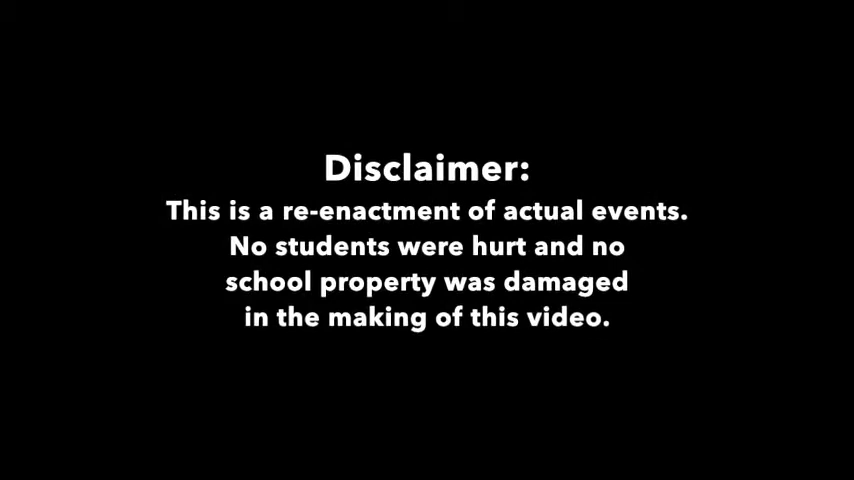 Disclaimer:
This is a re-enactment of actual events.
No students were hurt and no
school property was damaged
in the making of this video.